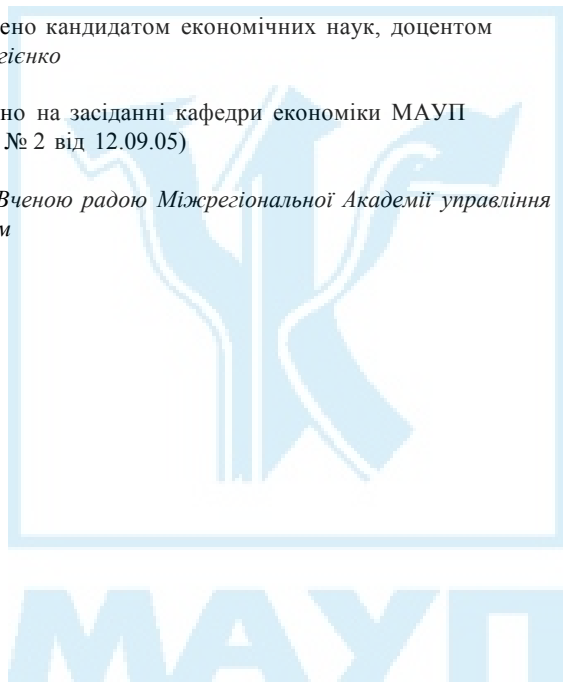 ено кандидатом економічних наук, доцентом
гієнко
но на засіданні кафедри економіки МАУП
№ 2 від 12.09.05)
Вченою радою Міжрегіональної Академії управління
м
МАУП